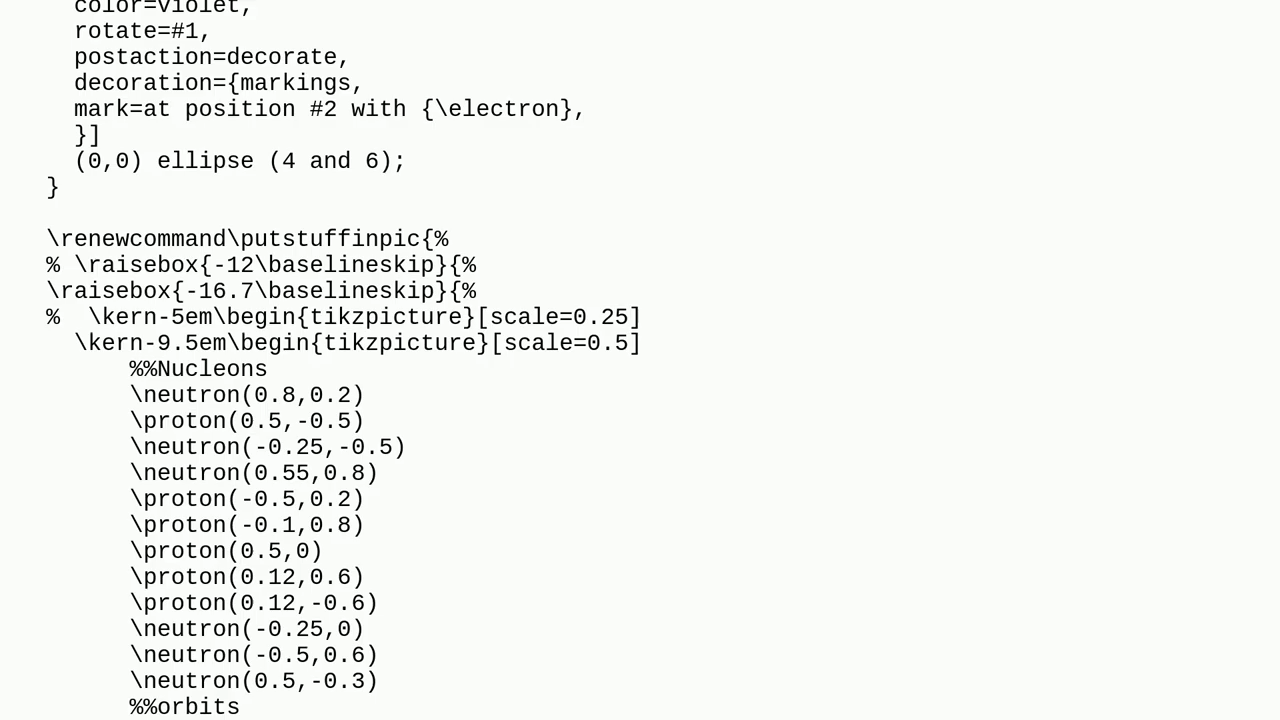 color=violet,
rotate=#1,
postaction=decorate,
decoration={markings,
mark=at position #2 with {\electron},
}]
(0,0) ellipse (4 and 6);
}
\renewcommand\putstuffinpic{%
% \raisebox{-12\baselineskip}{%
\raisebox{-16.7\baselineskip}{%
%  \kern-5em\begin{tikzpicture}[scale=0.25]
\kern-9.5em\begin{tikzpicture}[scale=0.5]
%%Nucleons
\neutron(0.8,0.2)
\proton(0.5,-0.5)
\neutron(-0.25,-0.5)
\neutron(0.55,0.8)
\proton(-0.5,0.2)
\proton(-0.1,0.8)
\proton(0.5,0)
\proton(0.12,0.6)
\proton(0.12,-0.6)
\neutron(-0.25,0)
\neutron(-0.5,0.6)
\neutron(0.5,-0.3)
%%orbits